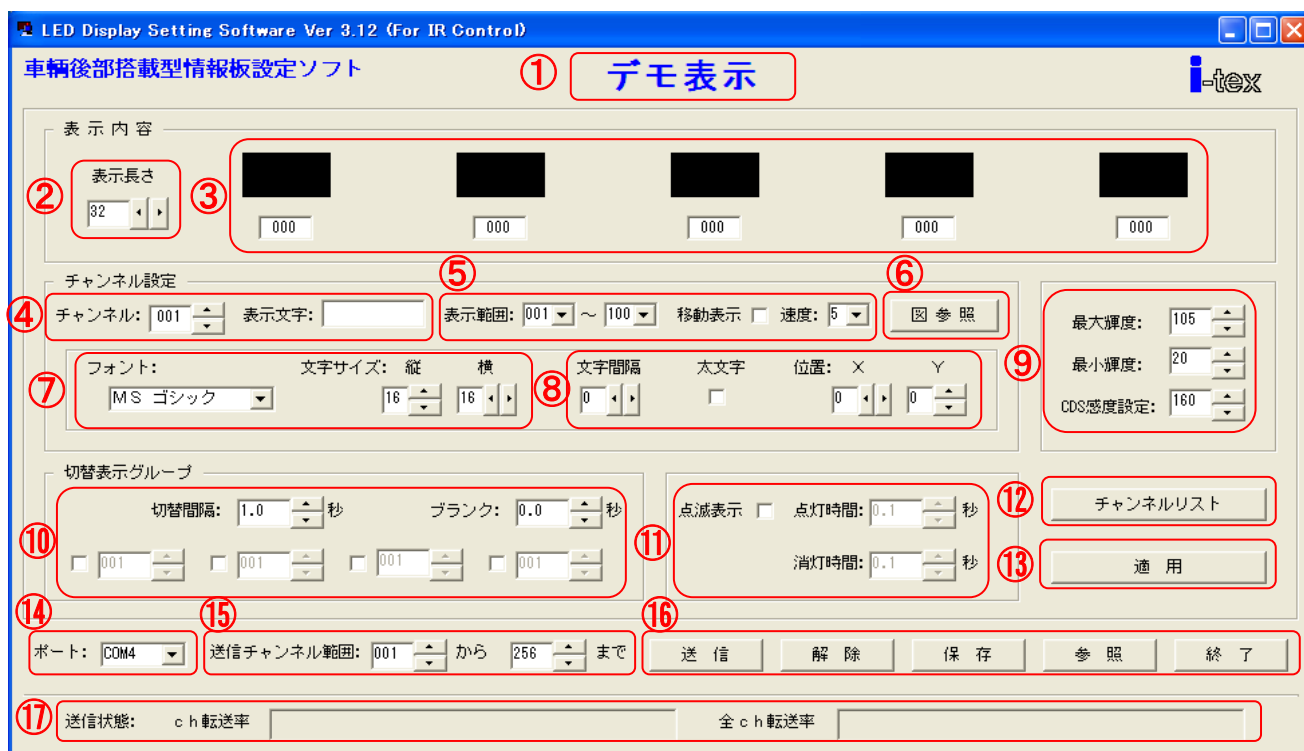 LED Display Setting Software Ver 3.12 (For IR Control)
車輌後部搭載型情報板設定ソフト ① デモ表示 i-tex
表示内容
② 表示長さ ③
32
000 000 000 000 000
チャンネル設定 ⑤ ⑥
④ チャンネル: 001 表示文字: 表示範囲: 001 ～ 100 移動表示 速度: 5 図参照
⑦ フォント: 文字サイズ: 縦 横 ⑧ 文字間隔 太文字 位置: X Y
MS ゴシック 16 16 0 0 0
⑨ 最大輝度: 105
最小輝度: 20
CDS感度設定: 160
切替表示グループ
⑩ 切替間隔: 1.0 秒 ブランク: 0.0 秒
001 001 001 001
⑪ 点滅表示 点灯時間: 0.1 秒
消灯時間: 0.1 秒
⑫ チャンネルリスト
⑬ 適用
⑭ ⑮ ⑯
ポート: COM4 送信チャンネル範囲: 001 から 256 まで 送信 解除 保存 参照 終了
⑰ 送信状態: ch転送率 全ch転送率